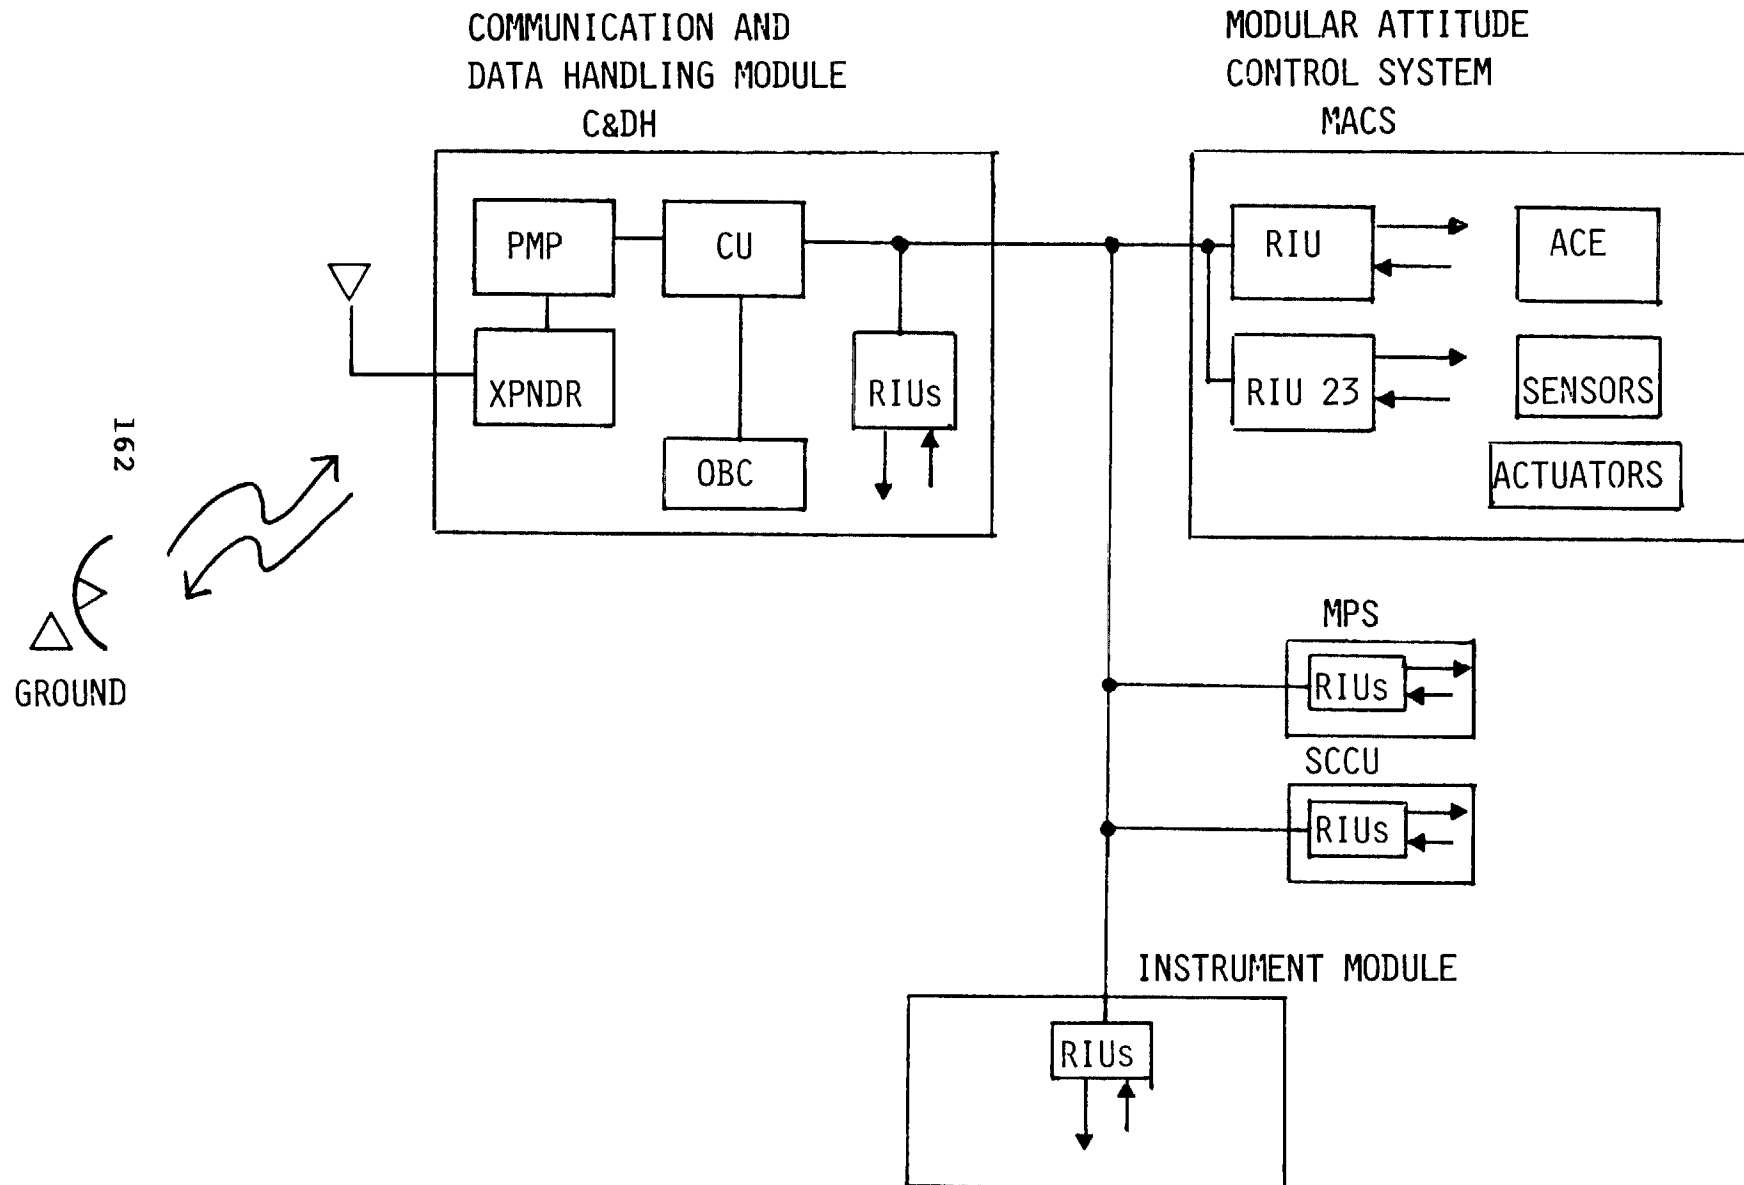 COMMUNICATION AND
DATA HANDLING MODULE
C&DH
MODULAR ATTITUDE
CONTROL SYSTEM
MACS
PMP
CU
XPNDR
OBC
RIUs
RIU
ACE
RIU 23
SENSORS
ACTUATORS
162
GROUND
MPS
RIUs
SCCU
RIUs
INSTRUMENT MODULE
RIUs